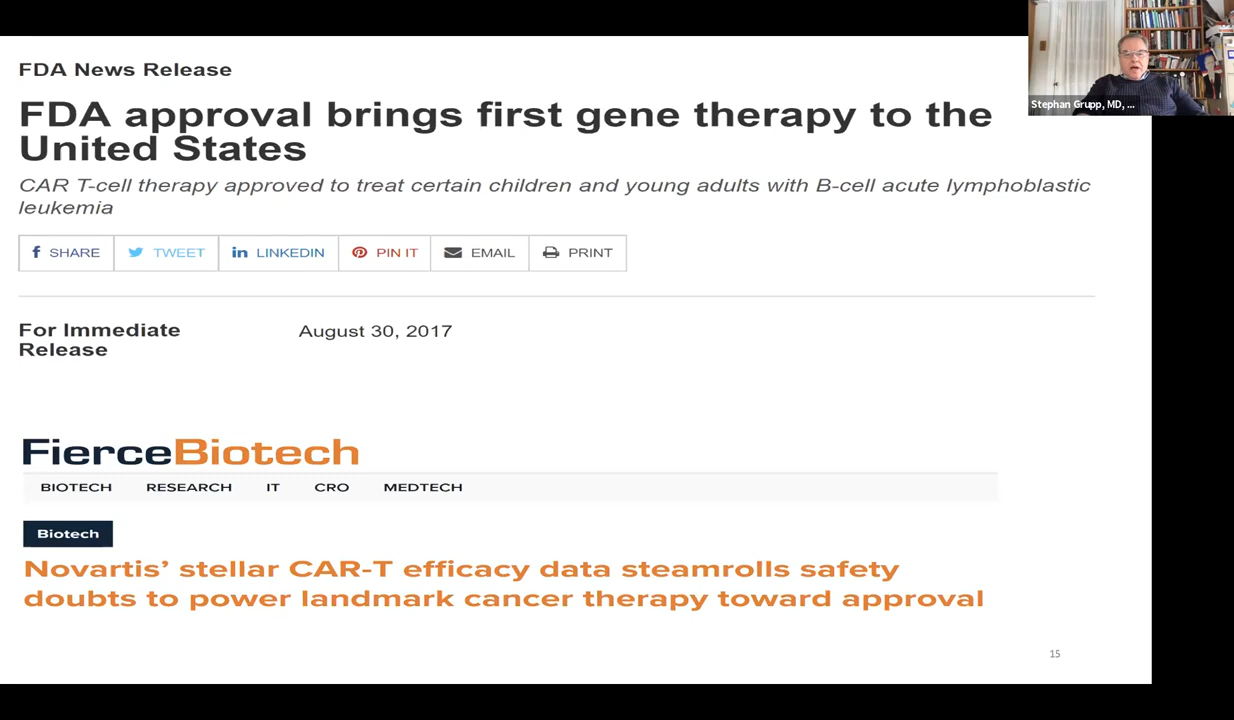 FDA News Release
FDA approval brings first gene therapy to the
United States
CAR T-cell therapy approved to treat certain children and young adults with B-cell acute lymphoblastic
leukemia
SHARE TWEET LINKEDIN PIN IT EMAIL PRINT
For Immediate
Release
August 30, 2017
FierceBiotech
BIOTECH RESEARCH IT CRO MEDTECH
Biotech
Novartis’ stellar CAR-T efficacy data steamrolls safety
doubts to power landmark cancer therapy toward approval
15
Stephan Grupp, MD, ...